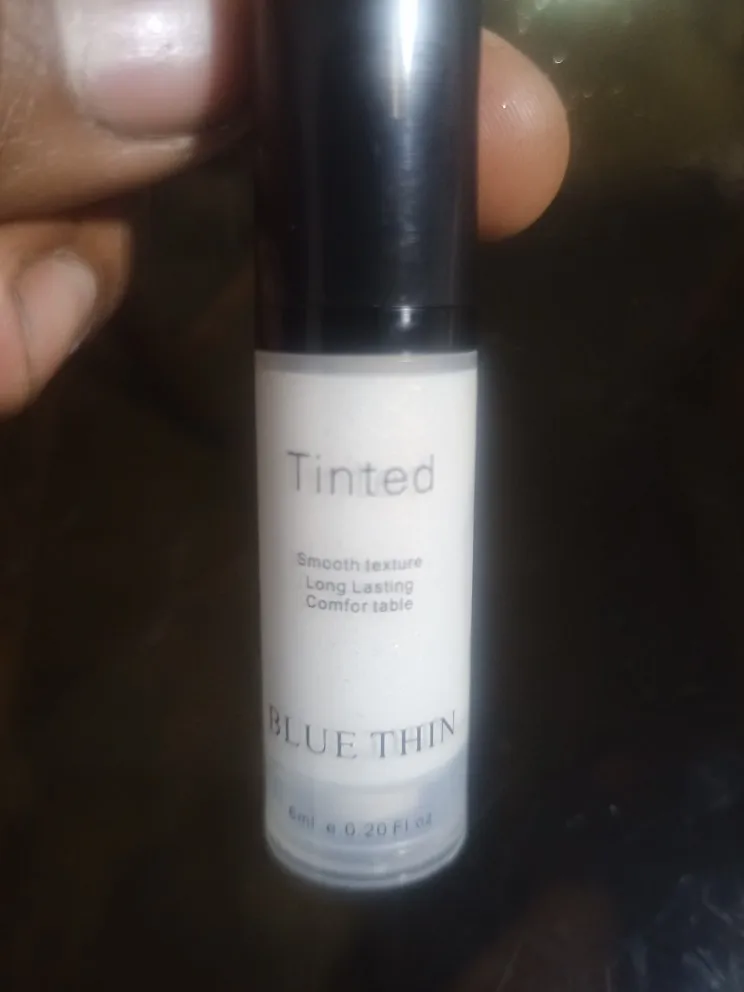 Tinted
Smooth texture
Long Lasting
Comfor table
BLUE THIN
6ml e 0.20 Fl oz